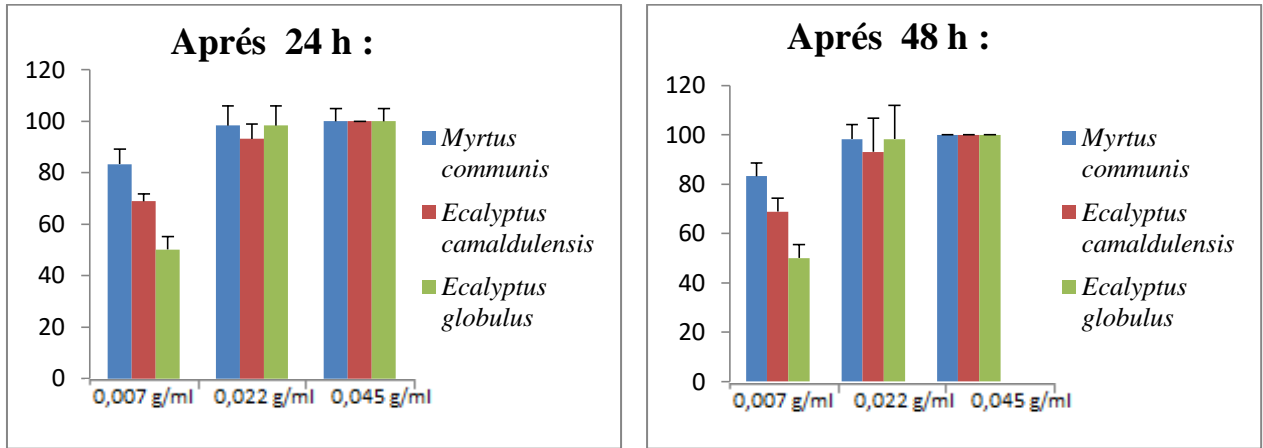 Aprés 24 h :
120
100
80
60
40
20
0
0,007 g/ml 0,022 g/ml 0,045 g/ml
Myrtus
communis
Ecalyptus
camaldulensis
Ecalyptus
globulus
Aprés 48 h :
120
100
80
60
40
20
0
0,007 g/ml 0,022 g/ml 0,045 g/ml
Myrtus
communis
Ecalyptus
camaldulensis
Ecalyptus
globulus